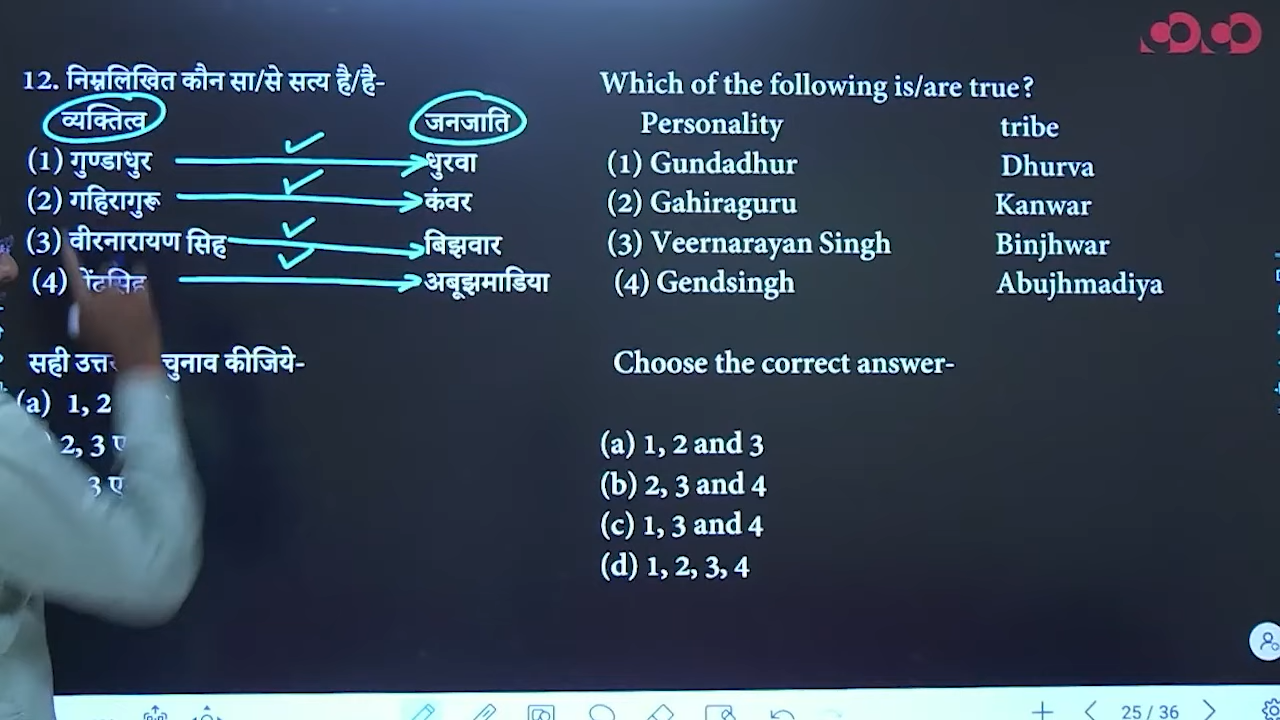 12. निम्नलिखित कौन सा/से सत्य है/है-
व्यक्तित्व जनजाति
(1) गुण्डाधुर धुरवा
(2) गहिरागुरू कंवर
(3) वीरनारायण सिंह बिझवार
(4) अबूझमाडिया
सही चुनाव कीजिये-
(a) 1, 2
2, 3
3
Which of the following is/are true?
Personality tribe
(1) Gundadhur Dhurva
(2) Gahiraguru Kanwar
(3) Veernarayan Singh Binjhwar
(4) Gendsingh Abujhmadiya
Choose the correct answer-
(a) 1, 2 and 3
(b) 2, 3 and 4
(c) 1, 3 and 4
(d) 1, 2, 3, 4
25 / 36